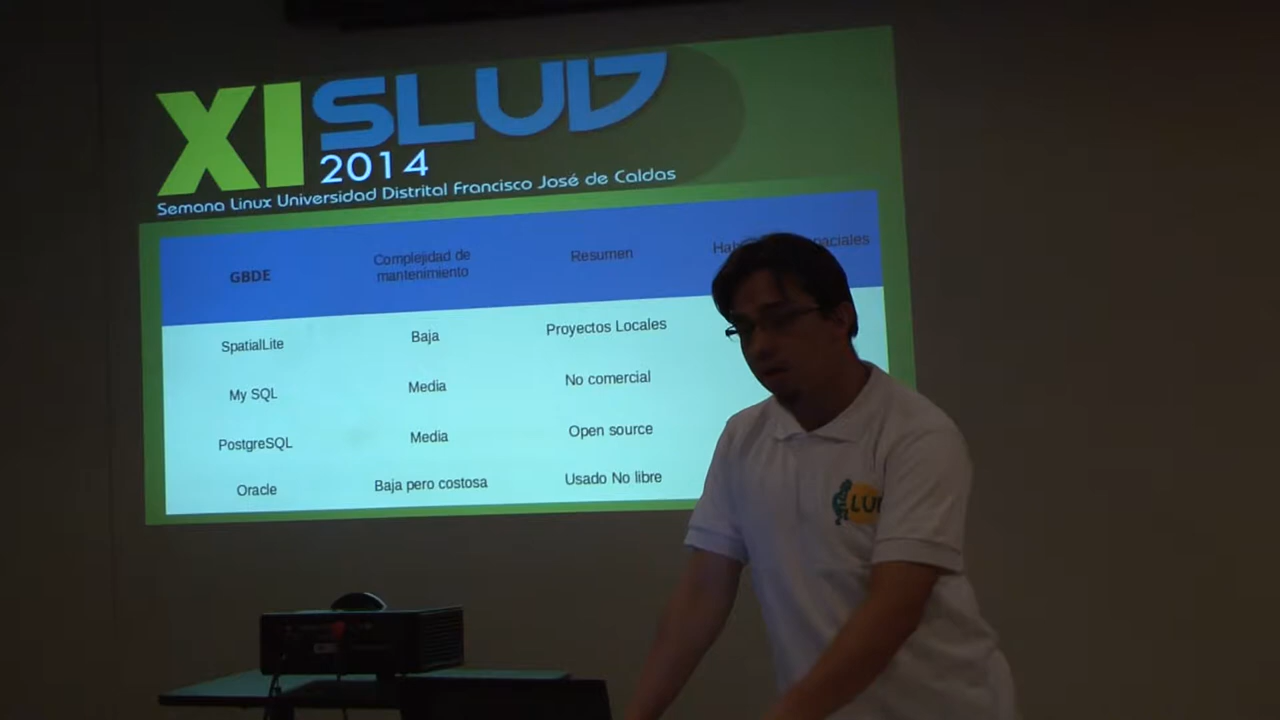 XI SLUD
2014
Semana Linux Universidad Distrital Francisco José de Caldas
GBDE
Complejidad de
mantenimiento
Resumen
SpatialLite
Baja
Proyectos Locales
My SQL
Media
No comercial
PostgreSQL
Media
Open source
Oracle
Baja pero costosa
Usado No libre